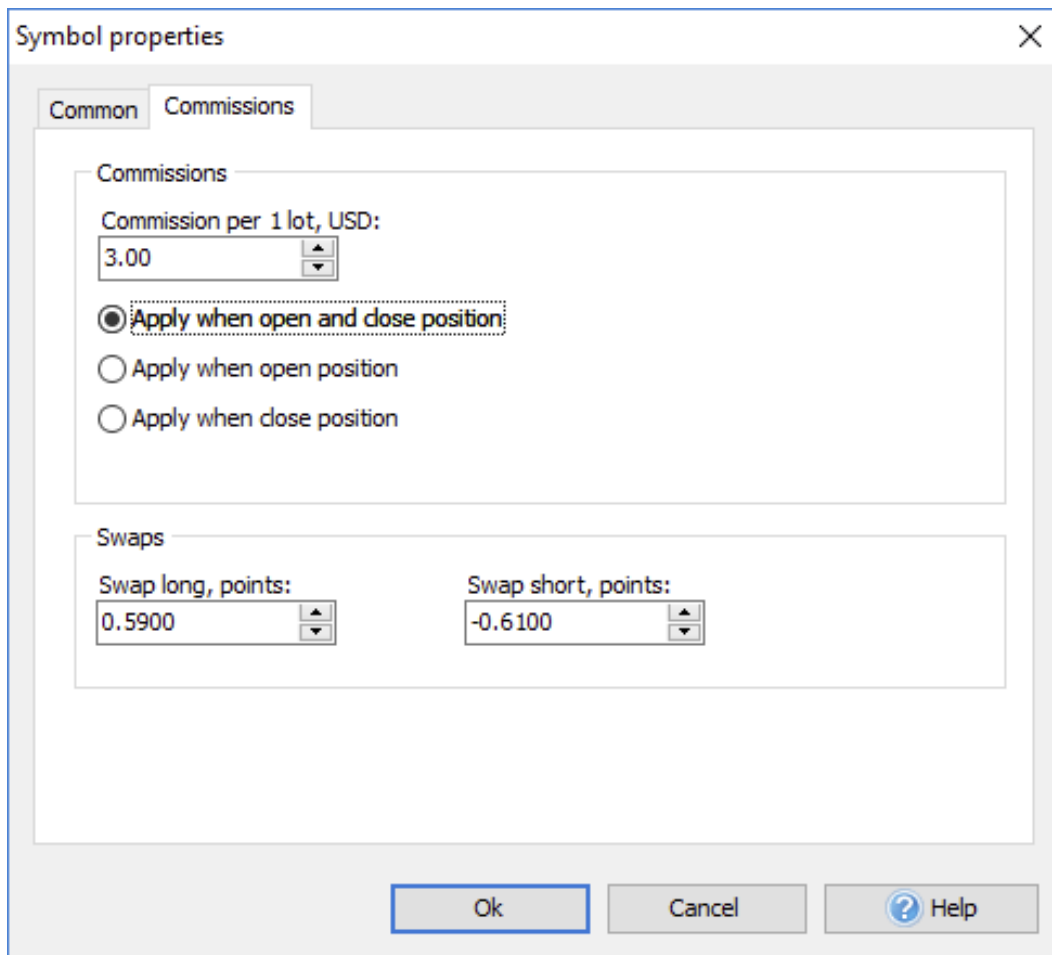 Symbol properties
Common
Commissions
Commissions
Commission per 1 lot, USD:
3.00
Apply when open and close position
Apply when open position
Apply when close position
Swaps
Swap long, points:
Swap short, points:
0.5900
-0.6100
Ok
Cancel
? Help